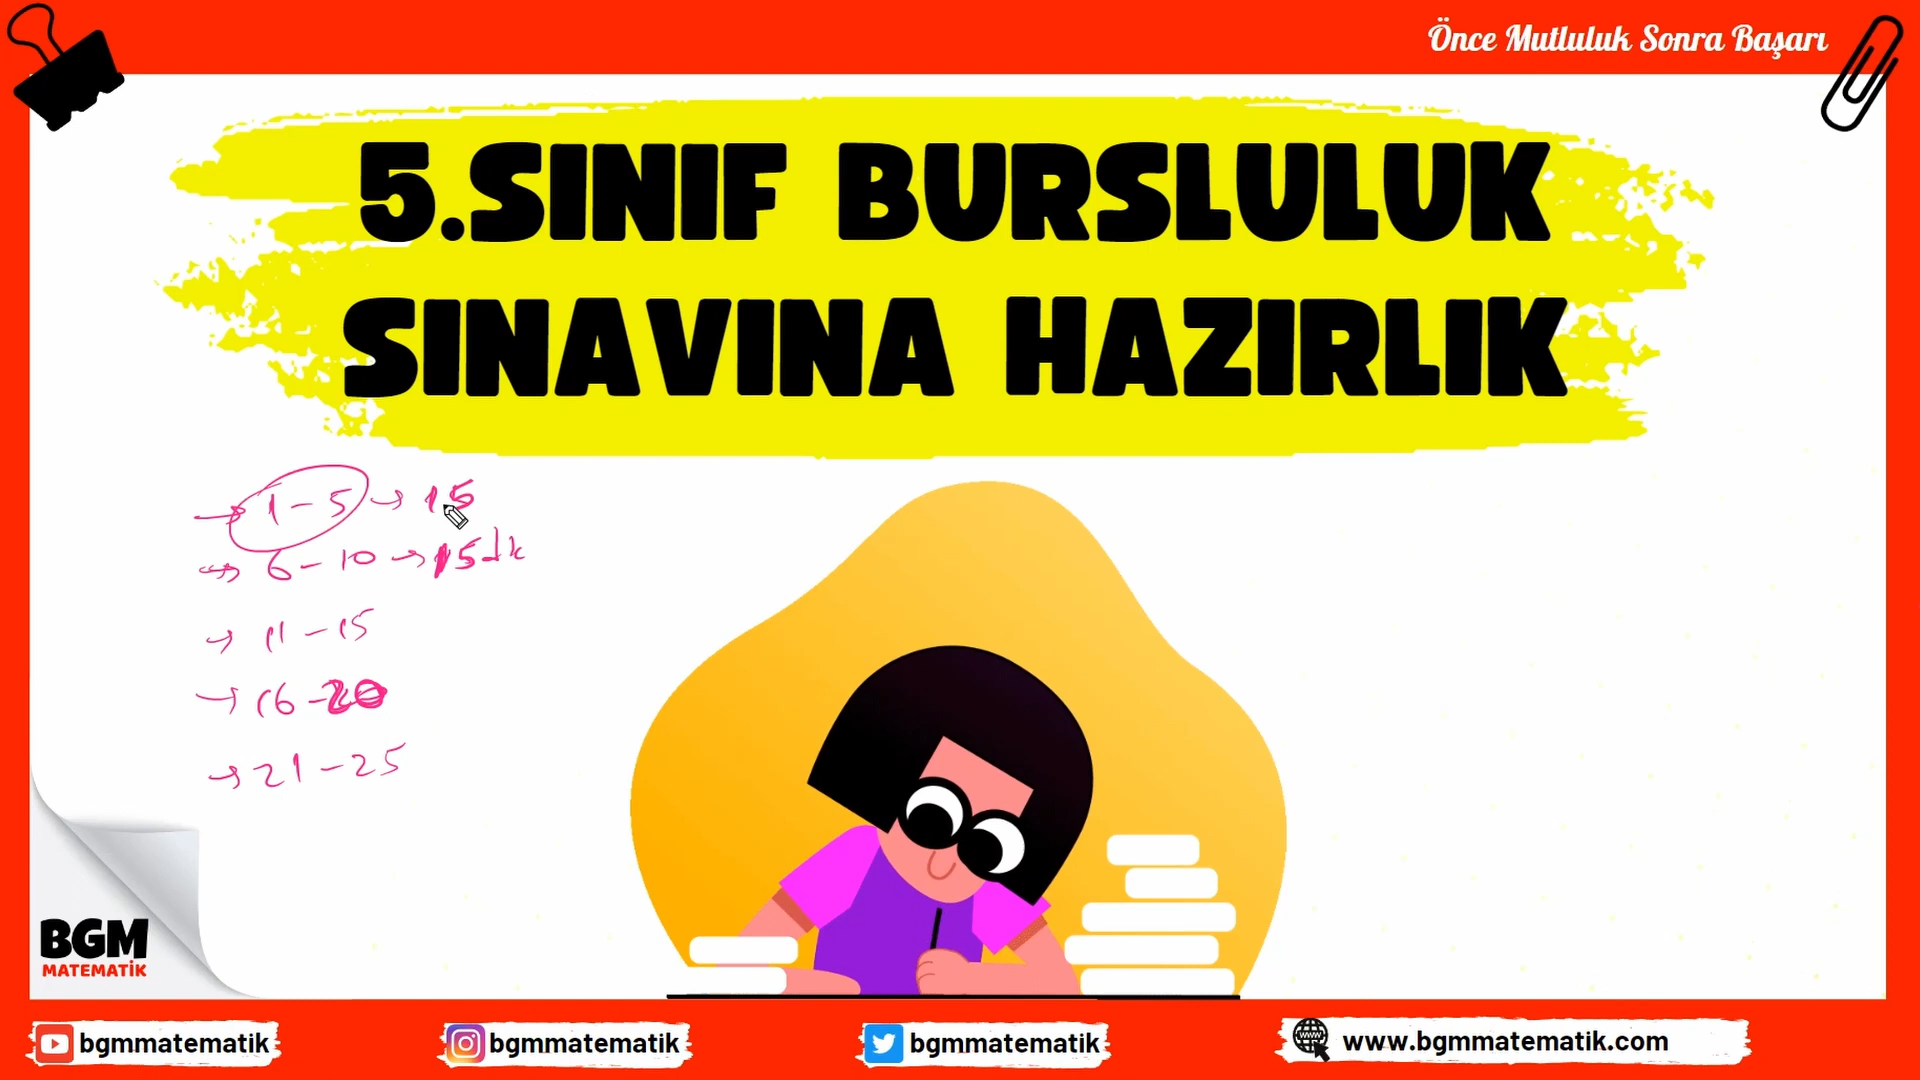 Önce Mutluluk Sonra Başarı
5.SINIF BURSLULUK
SINAVINA HAZIRLIK
→ 1-5 → 15
→ 6-10 → 15dk
→ 11-15
→ 16-20
→ 21-25
BGM
MATEMATİK
bgmmatematik
bgmmatematik
bgmmatematik
www.bgmmatematik.com